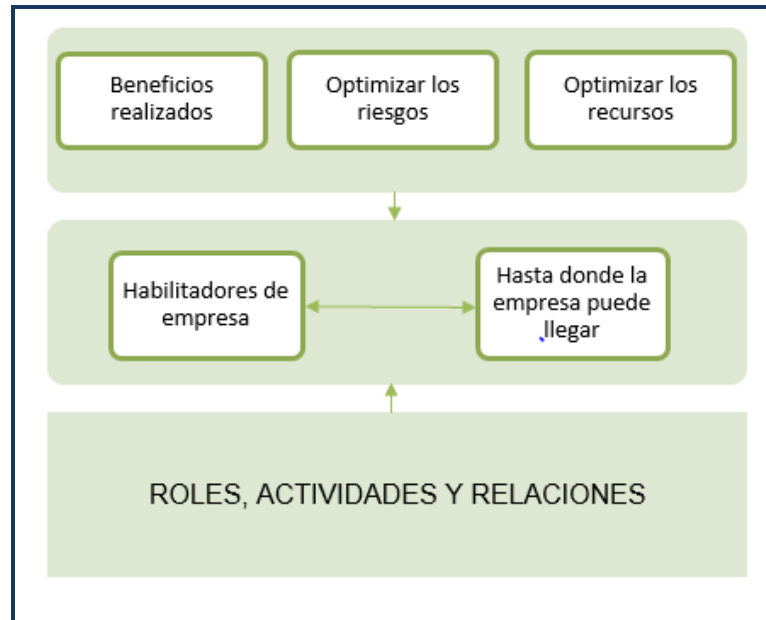 Beneficios
realizados
Optimizar los
riesgos
Optimizar los
recursos
Habilitadores de
empresa
Hasta donde la
empresa puede
llegar
ROLES, ACTIVIDADES Y RELACIONES